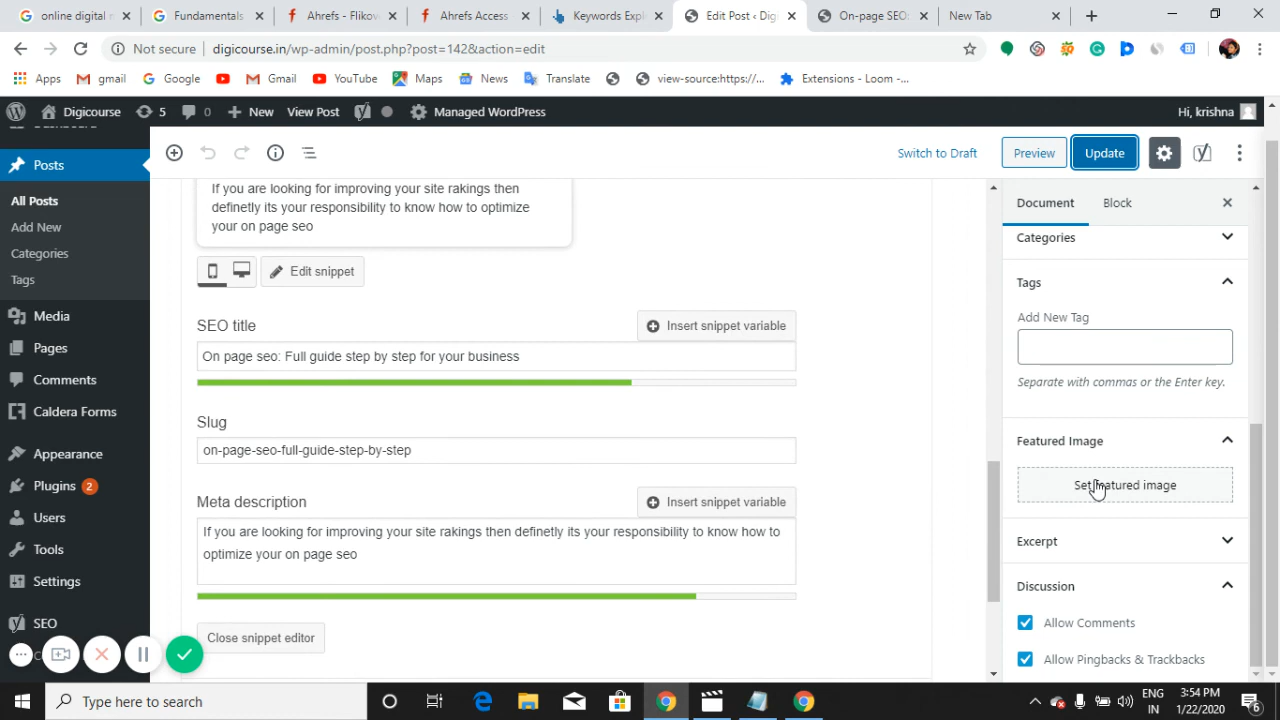 online digital m
Fundamentals
Ahrefs - Flikov
Ahrefs Access
Keywords Expl
Edit Post ‹ Digi
On-page SEO:
New Tab
Not secure
digicourse.in/wp-admin/post.php?post=142&action=edit
Apps
gmail
Google
Gmail
YouTube
Maps
News
Translate
view-source:https://...
Extensions - Loom -...
Digicourse
5
0
New
View Post
Managed WordPress
Hi, krishna
Posts
All Posts
Add New
Categories
Tags
Media
Pages
Comments
Caldera Forms
Appearance
Plugins 2
Users
Tools
Settings
SEO
Switch to Draft
Preview
Update
If you are looking for improving your site rakings then
definetly its your responsibility to know how to optimize
your on page seo
Edit snippet
SEO title
Insert snippet variable
On page seo: Full guide step by step for your business
Slug
on-page-seo-full-guide-step-by-step
Meta description
Insert snippet variable
If you are looking for improving your site rakings then definetly its your responsibility to know how to
optimize your on page seo
Close snippet editor
Document
Block
Categories
Tags
Add New Tag
Separate with commas or the Enter key.
Featured Image
Set featured image
Excerpt
Discussion
Allow Comments
Allow Pingbacks & Trackbacks
Type here to search
ENG
IN
3:54 PM
1/22/2020
6